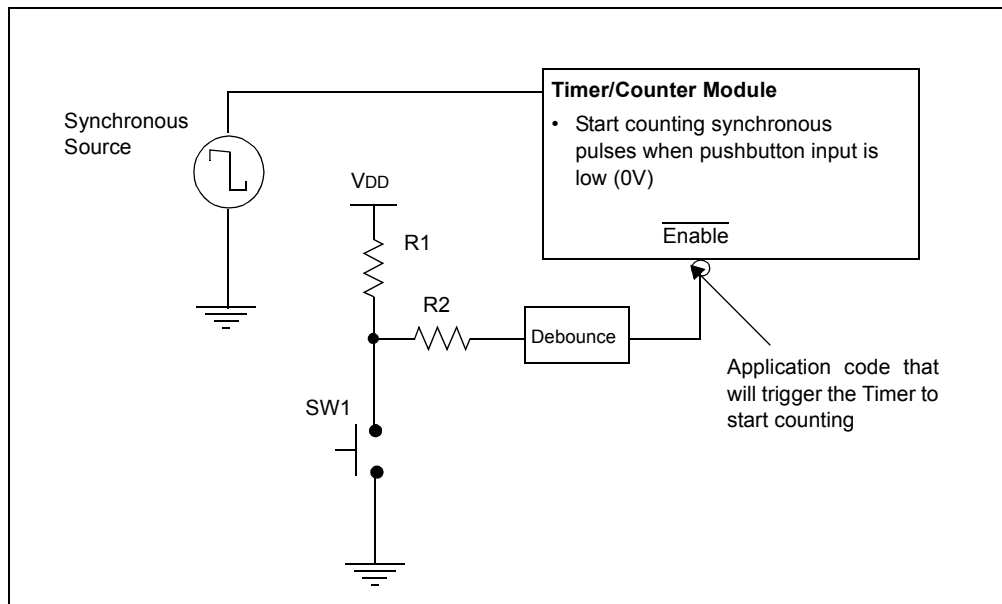 Timer/Counter Module
• Start counting synchronous
pulses when pushbutton input is
low (0V)
Enable
Synchronous
Source
VDD
R1
R2
Debounce
SW1
Application code that
will trigger the Timer to
start counting